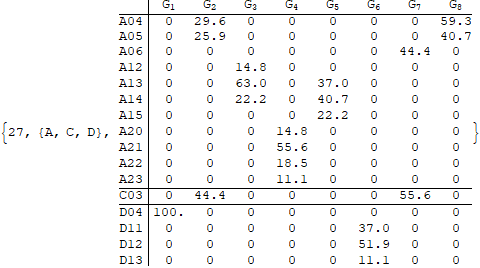 G₁ G₂ G₃ G₄ G₅ G₆ G₇ G₈
A04 0 29.6 0 0 0 0 0 59.3
A05 0 25.9 0 0 0 0 0 40.7
A06 0 0 0 0 0 0 44.4 0
A12 0 0 14.8 0 0 0 0 0
A13 0 0 63.0 0 37.0 0 0 0
A14 0 0 22.2 0 40.7 0 0 0
A15 0 0 0 0 22.2 0 0 0
{27, {A, C, D}, A20 0 0 0 14.8 0 0 0 0 }
A21 0 0 0 55.6 0 0 0 0
A22 0 0 0 18.5 0 0 0 0
A23 0 0 0 11.1 0 0 0 0
C03 0 44.4 0 0 0 0 55.6 0
D04 100. 0 0 0 0 0 0 0
D11 0 0 0 0 0 37.0 0 0
D12 0 0 0 0 0 51.9 0 0
D13 0 0 0 0 0 11.1 0 0